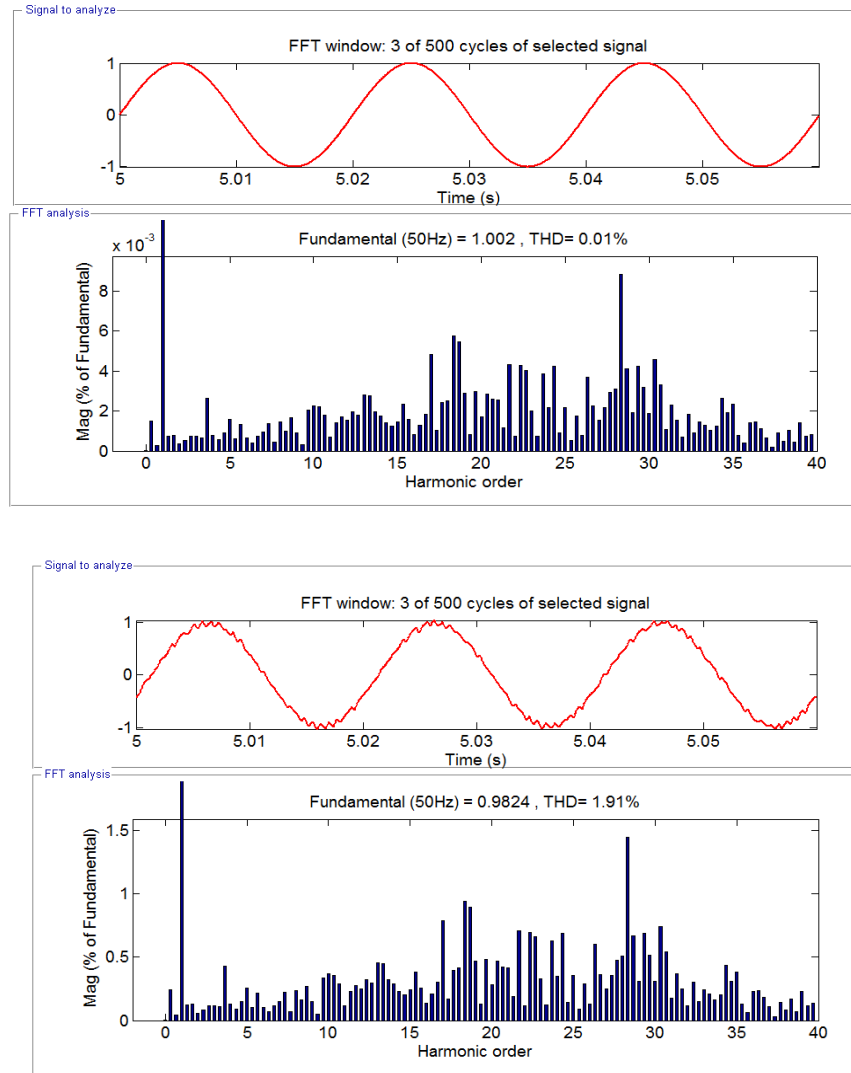 Signal to analyze
FFT window: 3 of 500 cycles of selected signal
1
0
-1
5 5.01 5.02 5.03 5.04 5.05
Time (s)
FFT analysis
x 10-3
Fundamental (50Hz) = 1.002 , THD= 0.01%
8
6
4
2
0
Mag (% of Fundamental)
0 5 10 15 20 25 30 35 40
Harmonic order
Signal to analyze
FFT window: 3 of 500 cycles of selected signal
1
0
-1
5 5.01 5.02 5.03 5.04 5.05
Time (s)
FFT analysis
Fundamental (50Hz) = 0.9824 , THD= 1.91%
1.5
1
0.5
0
Mag (% of Fundamental)
0 5 10 15 20 25 30 35 40
Harmonic order